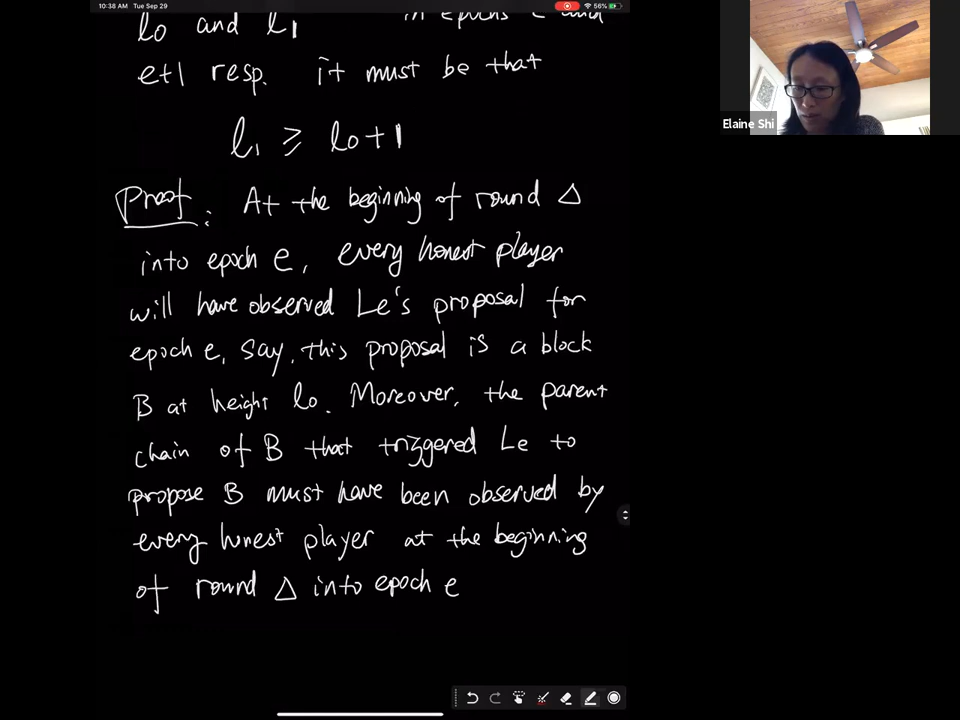 10:38 AM Tue Sep 29
56%
l0 and l1 in epochs e and
e+1 resp. it must be that
l1 ≥ l0+1
Elaine Shi
Proof: At the beginning of round Δ
into epoch e, every honest player
will have observed Le's proposal for
epoch e, say, this proposal is a block
B at height l0. Moreover, the parent
chain of B that triggered Le to
propose B must have been observed by
every honest player at the beginning
of round Δ into epoch e